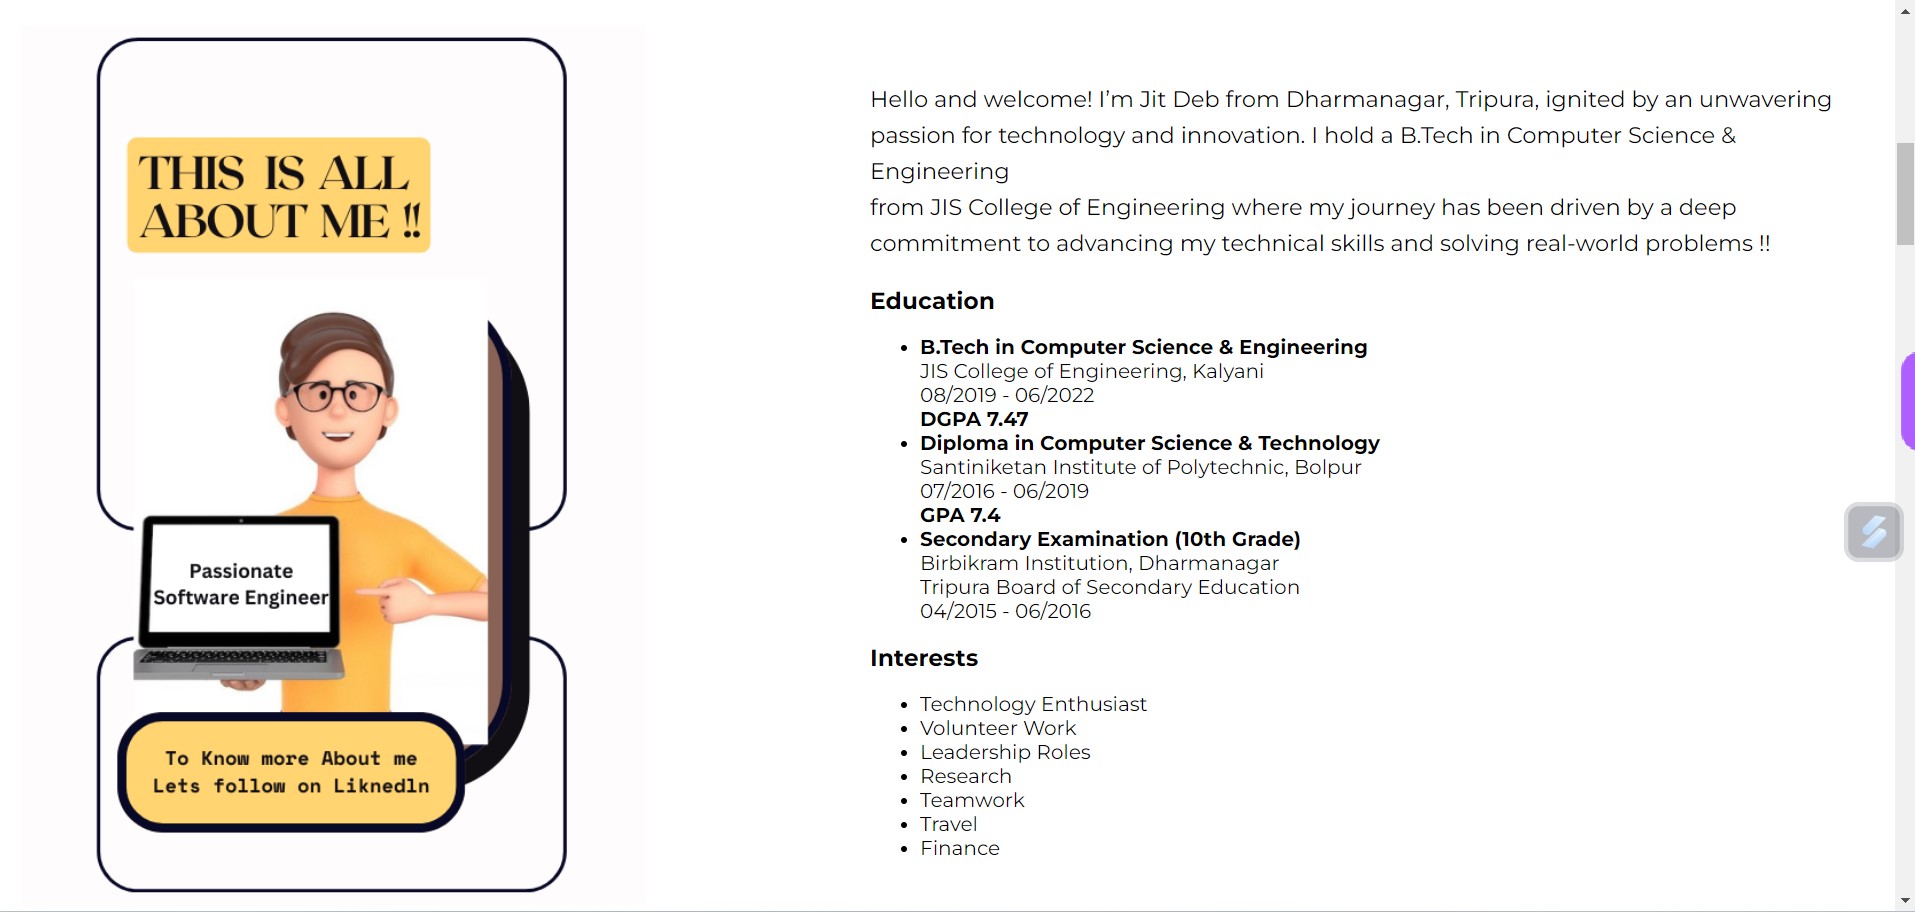 THIS IS ALL
ABOUT ME !!
Passionate
Software Engineer
To Know more About me
Lets follow on Liknedln
Hello and welcome! I’m Jit Deb from Dharmanagar, Tripura, ignited by an unwavering
passion for technology and innovation. I hold a B.Tech in Computer Science &
Engineering
from JIS College of Engineering where my journey has been driven by a deep
commitment to advancing my technical skills and solving real-world problems !!
Education
• B.Tech in Computer Science & Engineering
JIS College of Engineering, Kalyani
08/2019 - 06/2022
DGPA 7.47
• Diploma in Computer Science & Technology
Santiniketan Institute of Polytechnic, Bolpur
07/2016 - 06/2019
GPA 7.4
• Secondary Examination (10th Grade)
Birbikram Institution, Dharmanagar
Tripura Board of Secondary Education
04/2015 - 06/2016
Interests
• Technology Enthusiast
• Volunteer Work
• Leadership Roles
• Research
• Teamwork
• Travel
• Finance